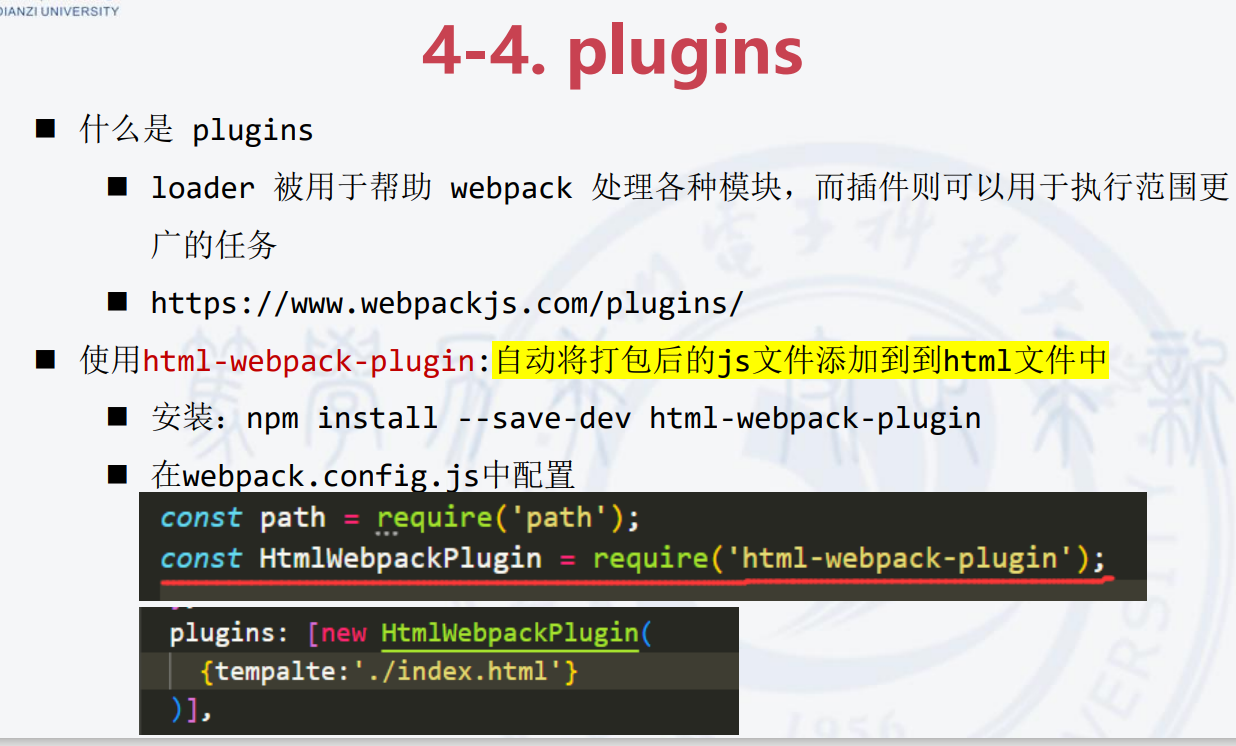 DIANZI UNIVERSITY
4-4. plugins
什么是 plugins
loader 被用于帮助 webpack 处理各种模块，而插件则可以用于执行范围更
广的任务
https://www.webpackjs.com/plugins/
使用html-webpack-plugin:自动将打包后的js文件添加到到html文件中
安装：npm install --save-dev html-webpack-plugin
在webpack.config.js中配置
const path = require('path');
const HtmlWebpackPlugin = require('html-webpack-plugin');
plugins: [new HtmlWebpackPlugin(
{tempalte:'./index.html'}
)],
1956